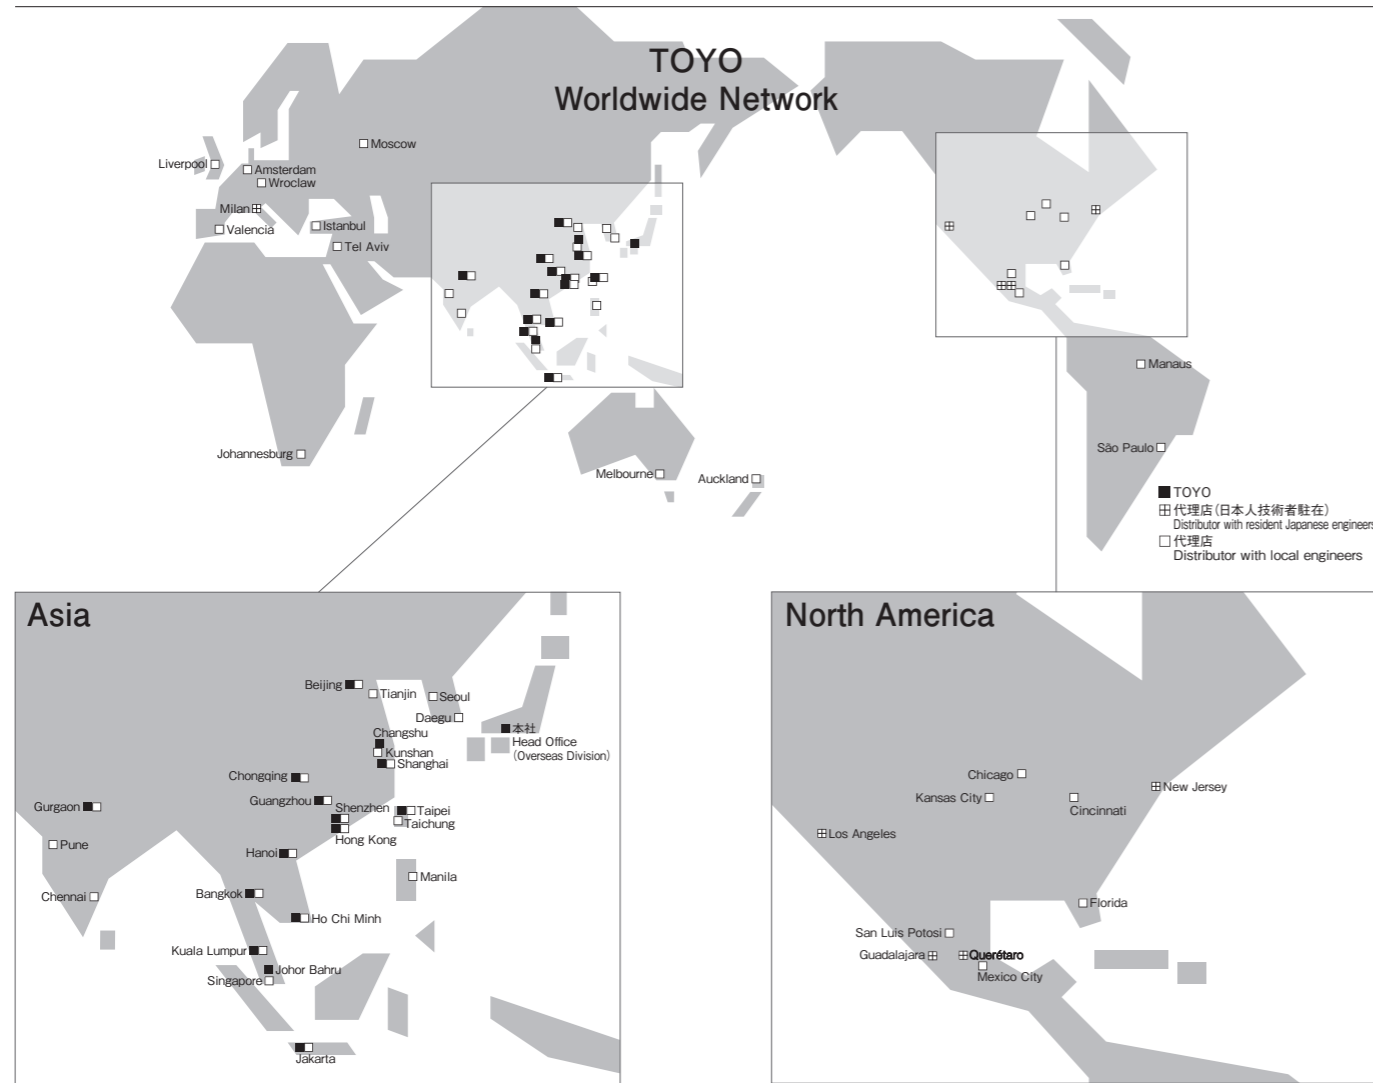 TOYO
Worldwide Network
Moscow
Liverpool
Amsterdam
Wroclaw
Milan
Valencia
Istanbul
Tel Aviv
Johannesburg
Melbourne
Auckland
Manaus
São Paulo
TOYO
代理店(日本人技術者駐在)
Distributor with resident Japanese engineers
代理店
Distributor with local engineers
Asia
Beijing
Tianjin
Seoul
Daegu
Changshu
Kunshan
Shanghai
本社
Head Office
(Overseas Division)
Chongqing
Gurgaon
Guangzhou
Shenzhen
Taipei
Taichung
Hong Kong
Pune
Hanoi
Manila
Chennai
Bangkok
Ho Chi Minh
Kuala Lumpur
Johor Bahru
Singapore
Jakarta
North America
Chicago
New Jersey
Kansas City
Cincinnati
Los Angeles
Florida
San Luis Potosi
Guadalajara
Querétaro
Mexico City